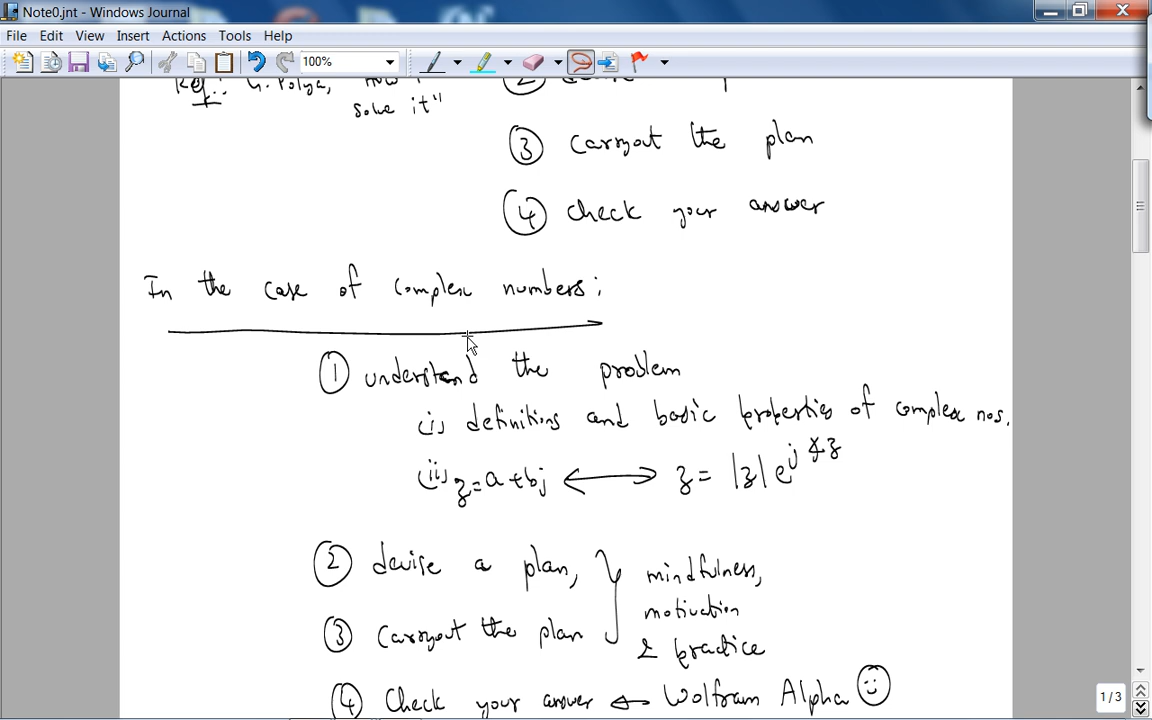 Note0.jnt - Windows Journal
File Edit View Insert Actions Tools Help
100%
Ref.: G. Polya,
solve it"
②
③ carryout the plan
④ check your answer
In the case of complex numbers:
① understand the problem
(i) definitions and basic properties of complex nos.
(ii) z=a+bj ⟷ z= |z| e^{j∡z}
② devise a plan, } mindfulness,
motivation
③ carryout the plan
& practice
④ Check your answer ← Wolfram Alpha ☺
1/3